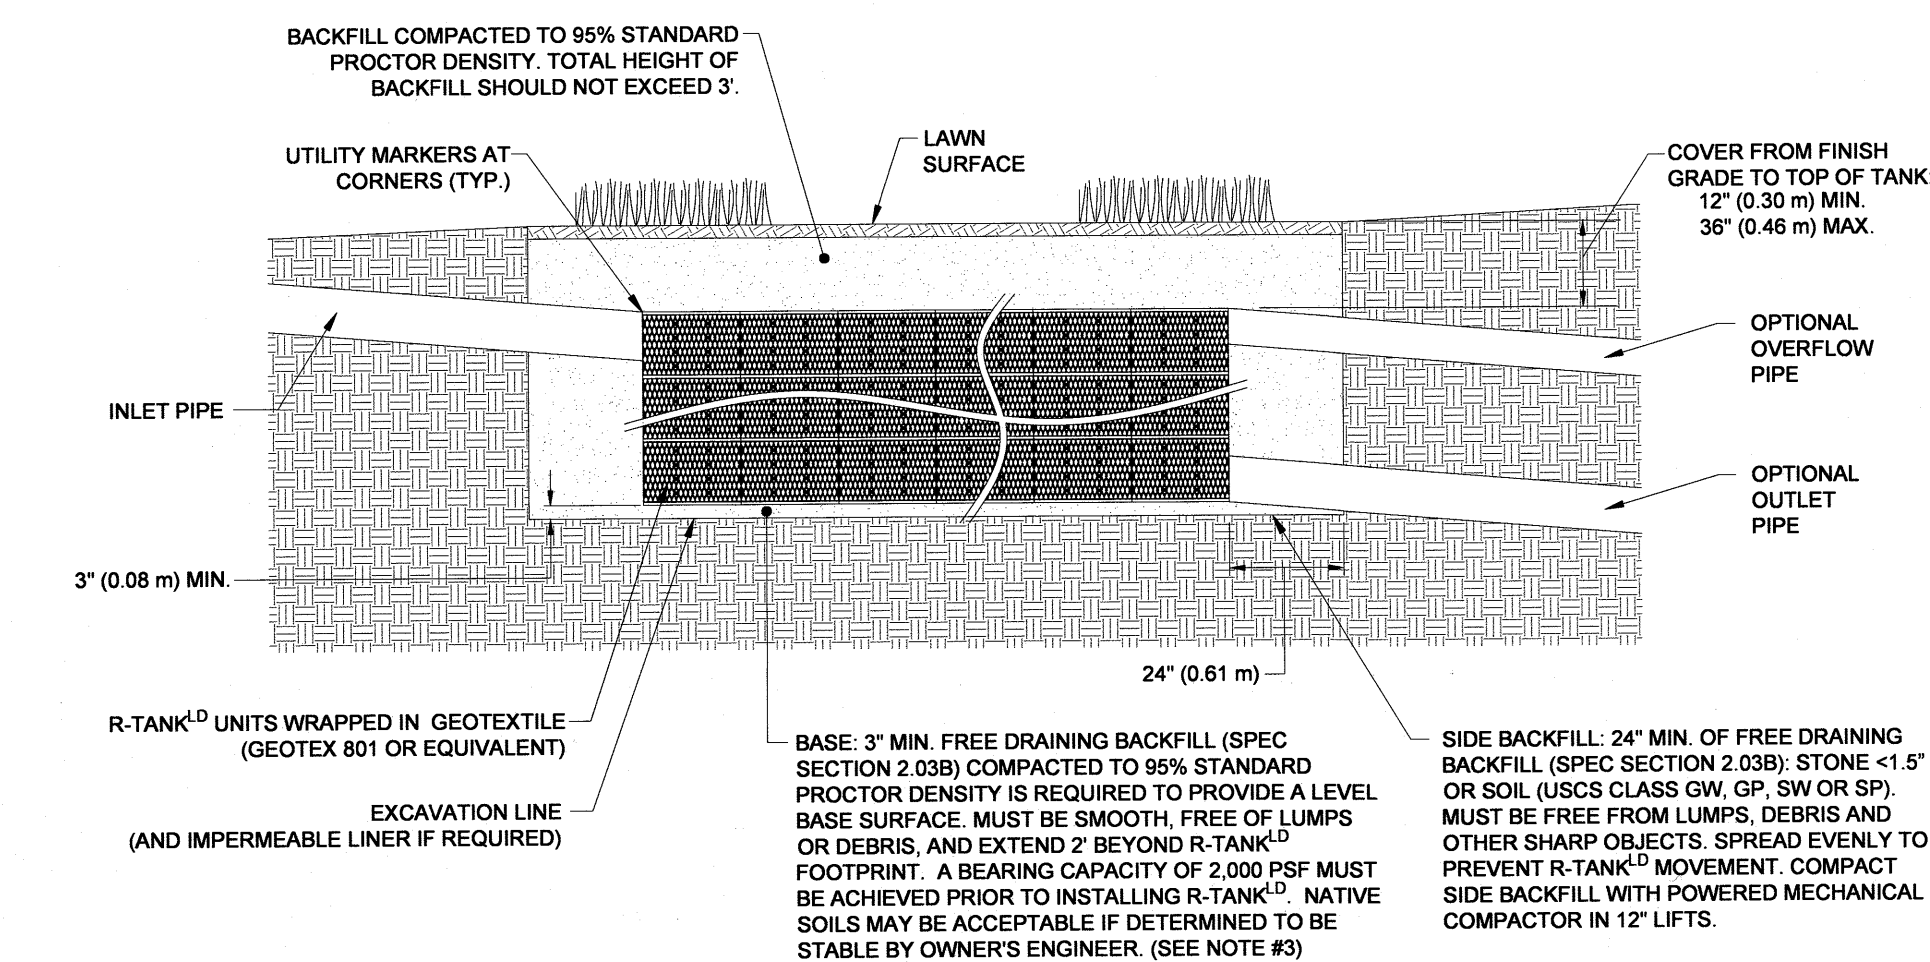 BACKFILL COMPACTED TO 95% STANDARD
PROCTOR DENSITY. TOTAL HEIGHT OF
BACKFILL SHOULD NOT EXCEED 3'.
UTILITY MARKERS AT
CORNERS (TYP.)
LAWN
SURFACE
COVER FROM FINISH
GRADE TO TOP OF TANK:
12" (0.30 m) MIN.
36" (0.46 m) MAX.
INLET PIPE
OPTIONAL
OVERFLOW
PIPE
OPTIONAL
OUTLET
PIPE
3" (0.08 m) MIN.
24" (0.61 m)
R-TANKLD UNITS WRAPPED IN GEOTEXTILE
(GEOTEX 801 OR EQUIVALENT)
EXCAVATION LINE
(AND IMPERMEABLE LINER IF REQUIRED)
BASE: 3" MIN. FREE DRAINING BACKFILL (SPEC
SECTION 2.03B) COMPACTED TO 95% STANDARD
PROCTOR DENSITY IS REQUIRED TO PROVIDE A LEVEL
BASE SURFACE. MUST BE SMOOTH, FREE OF LUMPS
OR DEBRIS, AND EXTEND 2' BEYOND R-TANKLD
FOOTPRINT. A BEARING CAPACITY OF 2,000 PSF MUST
BE ACHIEVED PRIOR TO INSTALLING R-TANKLD. NATIVE
SOILS MAY BE ACCEPTABLE IF DETERMINED TO BE
STABLE BY OWNER'S ENGINEER. (SEE NOTE #3)
SIDE BACKFILL: 24" MIN. OF FREE DRAINING
BACKFILL (SPEC SECTION 2.03B): STONE <1.5"
OR SOIL (USCS CLASS GW, GP, SW OR SP).
MUST BE FREE FROM LUMPS, DEBRIS AND
OTHER SHARP OBJECTS. SPREAD EVENLY TO
PREVENT R-TANKLD MOVEMENT. COMPACT
SIDE BACKFILL WITH POWERED MECHANICAL
COMPACTOR IN 12" LIFTS.